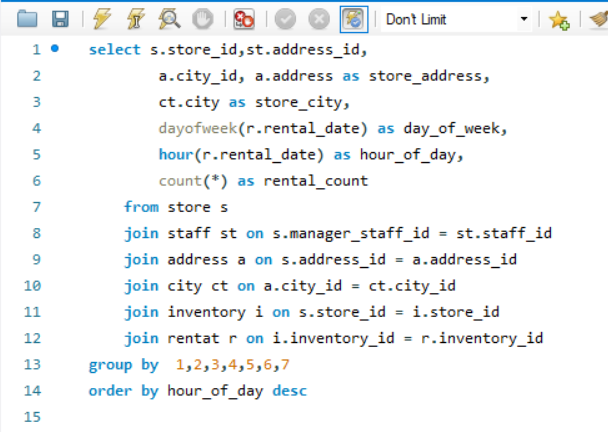 Don't Limit
1 select s.store_id,st.address_id,
2 a.city_id, a.address as store_address,
3 ct.city as store_city,
4 dayofweek(r.rental_date) as day_of_week,
5 hour(r.rental_date) as hour_of_day,
6 count(*) as rental_count
7 from store s
8 join staff st on s.manager_staff_id = st.staff_id
9 join address a on s.address_id = a.address_id
10 join city ct on a.city_id = ct.city_id
11 join inventory i on s.store_id = i.store_id
12 join rentat r on i.inventory_id = r.inventory_id
13 group by 1,2,3,4,5,6,7
14 order by hour_of_day desc
15